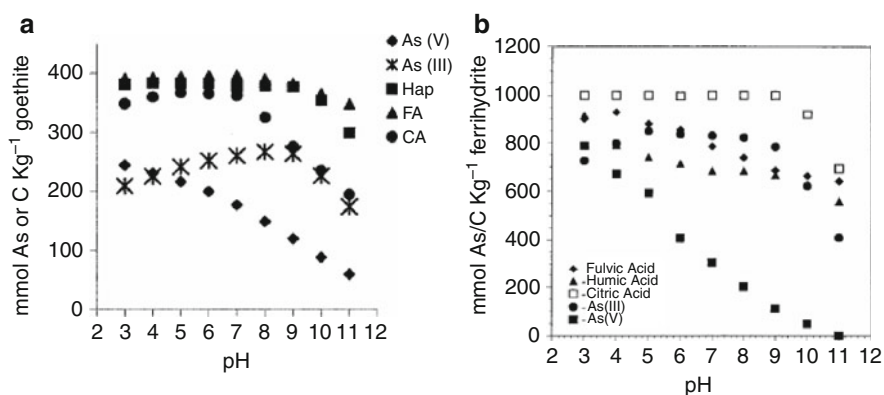 a
mmol As or C Kg⁻¹ goethite
400
300
200
100
0
2 3 4 5 6 7 8 9 10 11 12
pH
As (V)
As (III)
Hap
FA
CA
b
mmol As/C Kg⁻¹ ferrihydrite
1200
1000
800
600
400
200
0
2 3 4 5 6 7 8 9 10 11 12
pH
Fulvic Acid
Humic Acid
Citric Acid
As(III)
As(V)